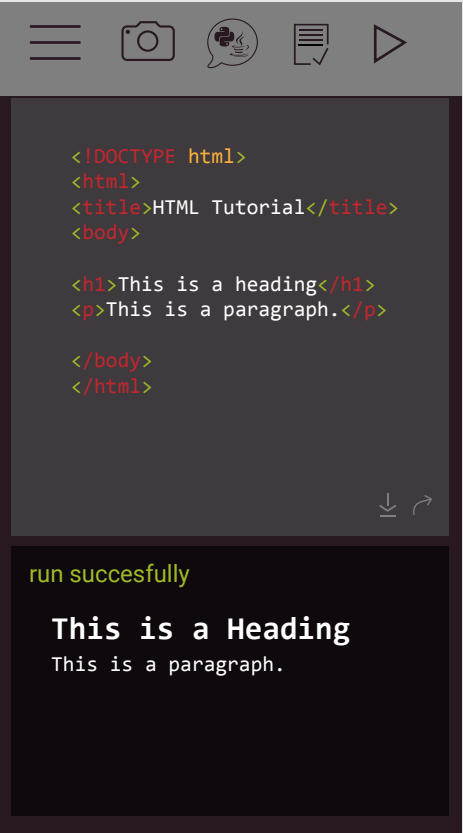 <!DOCTYPE html>
<html>
<title>HTML Tutorial</title>
<body>
<h1>This is a heading</h1>
<p>This is a paragraph.</p>
</body>
</html>
run succesfully
This is a Heading
This is a paragraph.